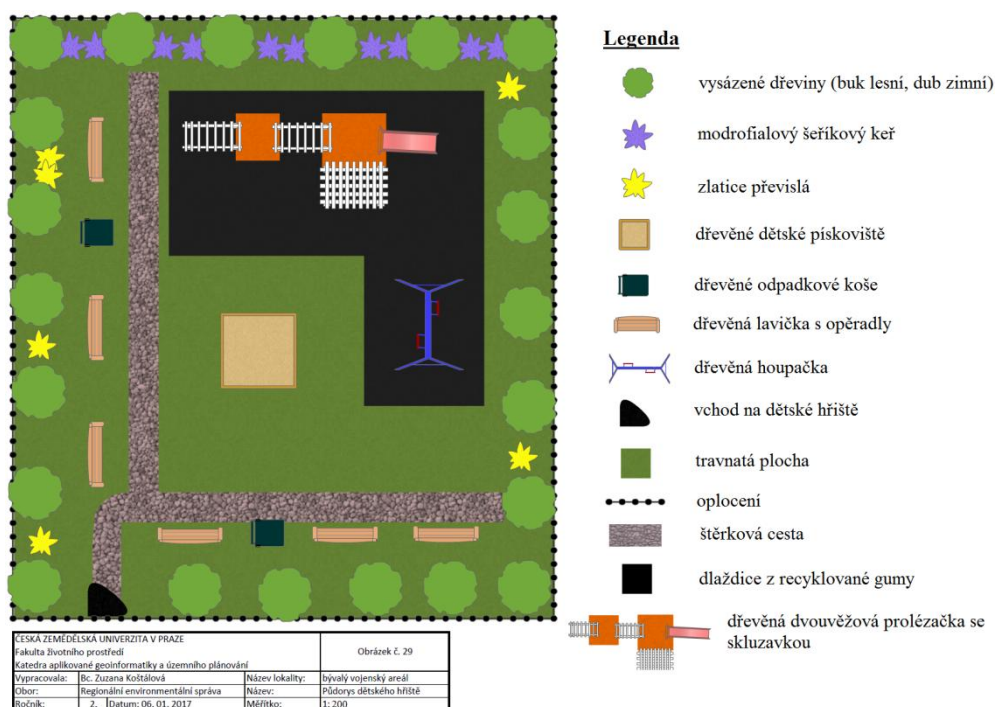 Legenda
vysázené dřeviny (buk lesní, dub zimní)
modrofialový šeříkový keř
zlatice převislá
dřevěné dětské pískoviště
dřevěné odpadkové koše
dřevěná lavička s opěradly
dřevěná houpačka
vchod na dětské hřiště
travnatá plocha
oplocení
štěrková cesta
dlaždice z recyklované gumy
dřevěná dvouvěžová prolézačka se
skluzavkou
ČESKÁ ZEMĚDĚLSKÁ UNIVERZITA V PRAZE
Fakulta životního prostředí
Katedra aplikované geoinformatiky a územního plánování
Obrázek č. 29
Vypracovala: Bc. Zuzana Koštálová Název lokality: bývalý vojenský areál
Obor: Regionální environmentální správa Název: Půdorys dětského hřiště
Ročník: 2. Datum: 06. 01. 2017 Měřítko: 1: 200